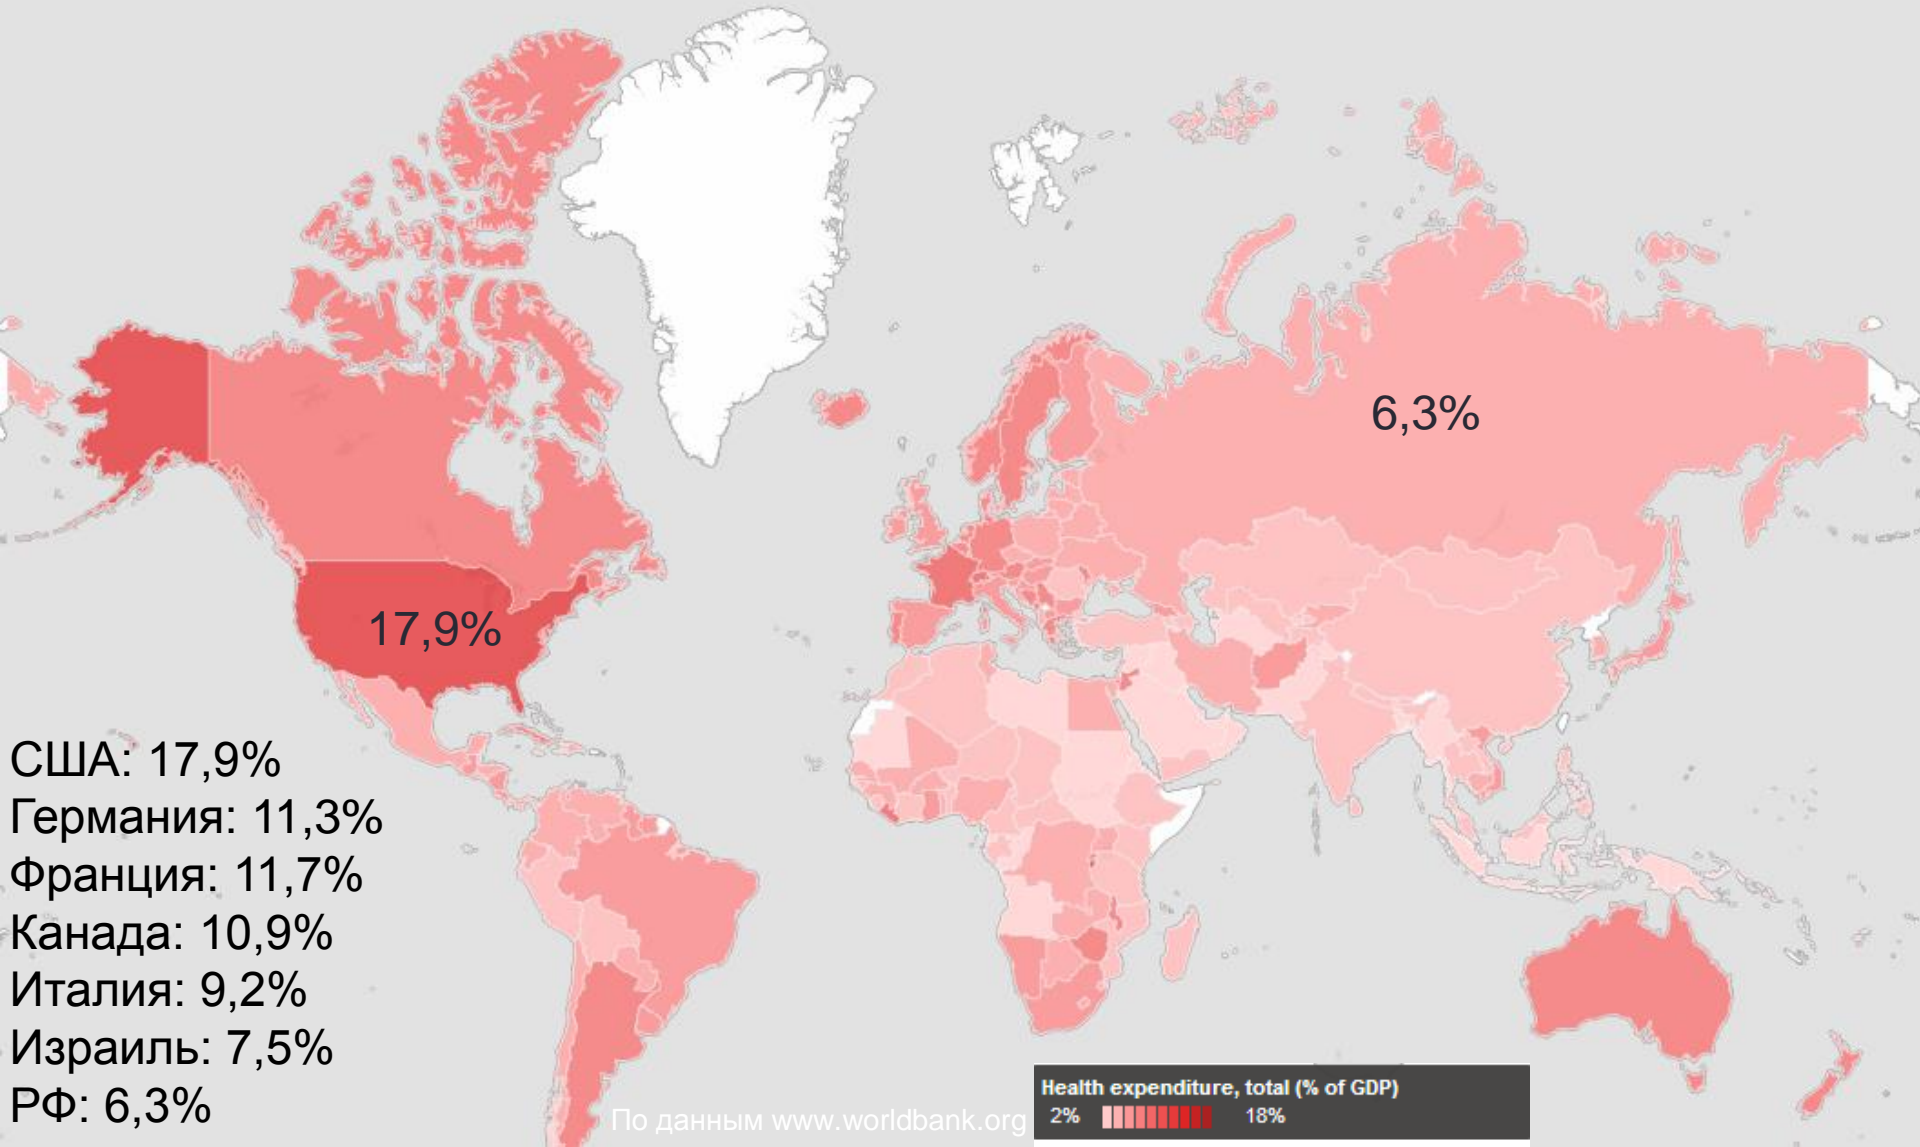 6,3%
17,9%
США: 17,9%
Германия: 11,3%
Франция: 11,7%
Канада: 10,9%
Италия: 9,2%
Израиль: 7,5%
РФ: 6,3%
По данным www.worldbank.org
Health expenditure, total (% of GDP)
2% 18%